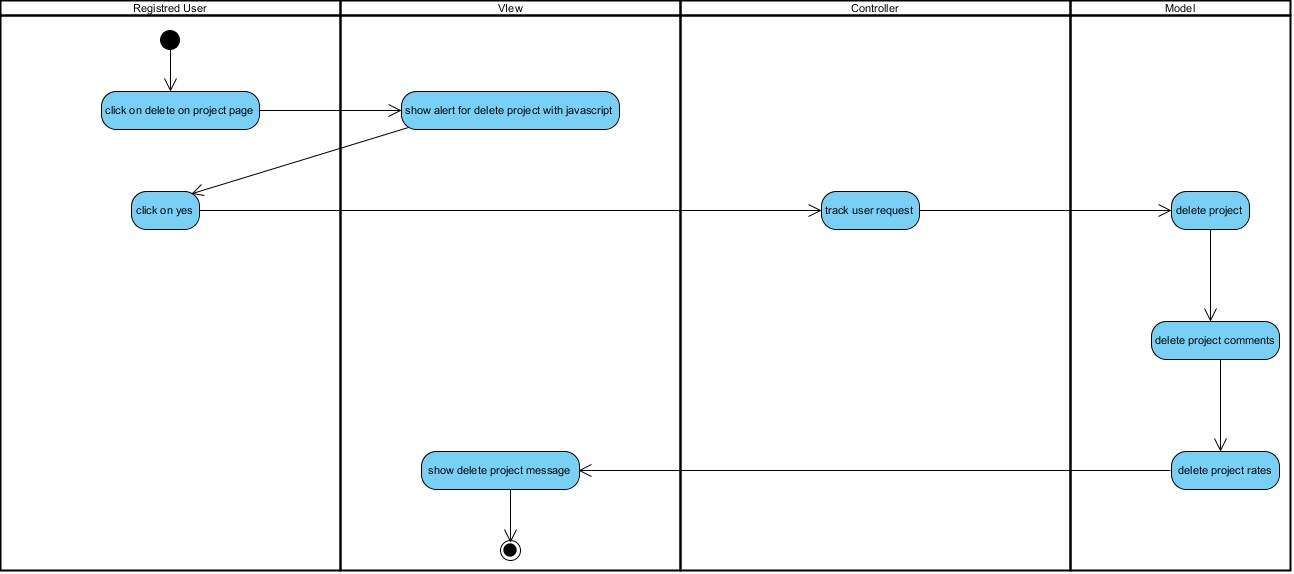 Registred User
VIew
Controller
Model
click on delete on project page
show alert for delete project with javascript
click on yes
track user request
delete project
delete project comments
show delete project message
delete project rates